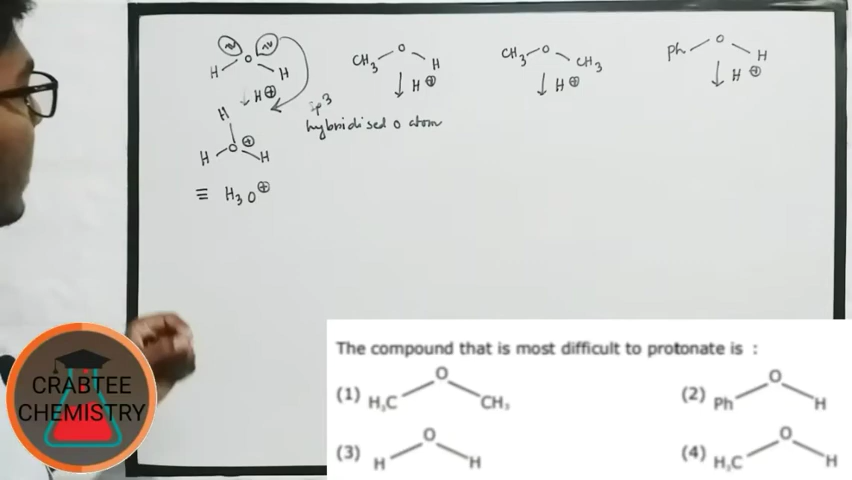 H O H
H⊕
H
H O⊕ H
≡ H₃O⊕
sp³
hybridised o atom
CH₃ O H
H⊕
CH₃ O CH₃
H⊕
Ph O H
H⊕
The compound that is most difficult to protonate is :
(1) H₃C O CH₃
(2) Ph O H
(3) H O H
(4) H₃C O H
CRABTEE
CHEMISTRY